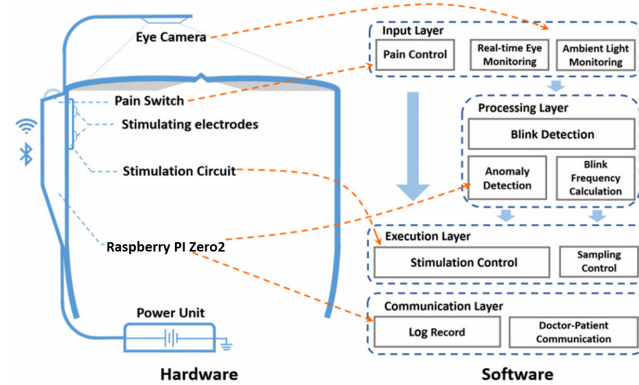 Eye Camera
Pain Switch
Stimulating electrodes
Stimulation Circuit
Raspberry PI Zero2
Power Unit
Hardware
Input Layer
Pain Control
Real-time Eye
Monitoring
Ambient Light
Monitoring
Processing Layer
Blink Detection
Anomaly
Detection
Blink
Frequency
Calculation
Execution Layer
Stimulation Control
Sampling
Control
Communication Layer
Log Record
Doctor-Patient
Communication
Software